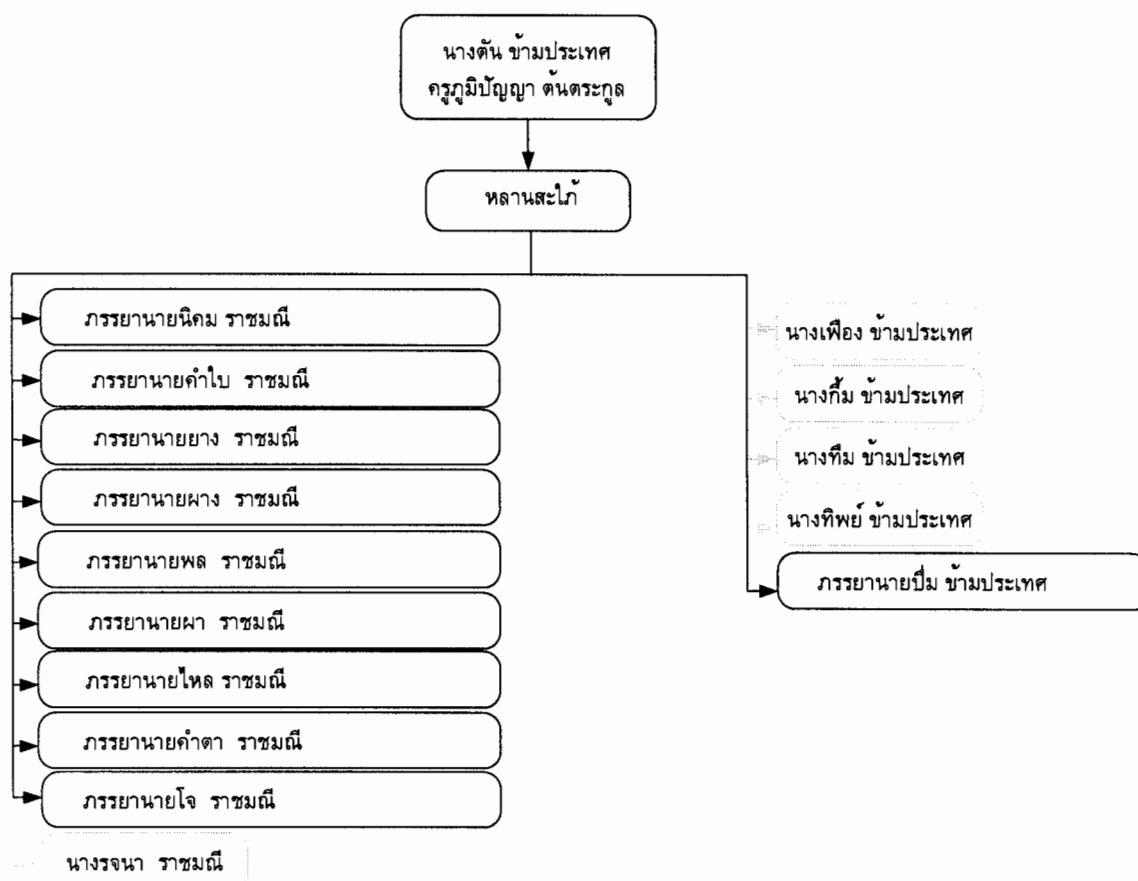 นางตัน ข้ามประเทศ
ครูภูมิปัญญา ต้นตระกูล
หลานสะใภ้
ภรรยานายนิคม ราชมณี
ภรรยานายคำใบ ราชมณี
ภรรยานายยาง ราชมณี
ภรรยานายผาง ราชมณี
ภรรยานายพล ราชมณี
ภรรยานายผา ราชมณี
ภรรยานายไหล ราชมณี
ภรรยานายคำตา ราชมณี
ภรรยานายโจ ราชมณี
นางรจนา ราชมณี
นางเฟือง ข้ามประเทศ
นางกิ้ม ข้ามประเทศ
นางทึม ข้ามประเทศ
นางทิพย์ ข้ามประเทศ
ภรรยานายปึ่ม ข้ามประเทศ